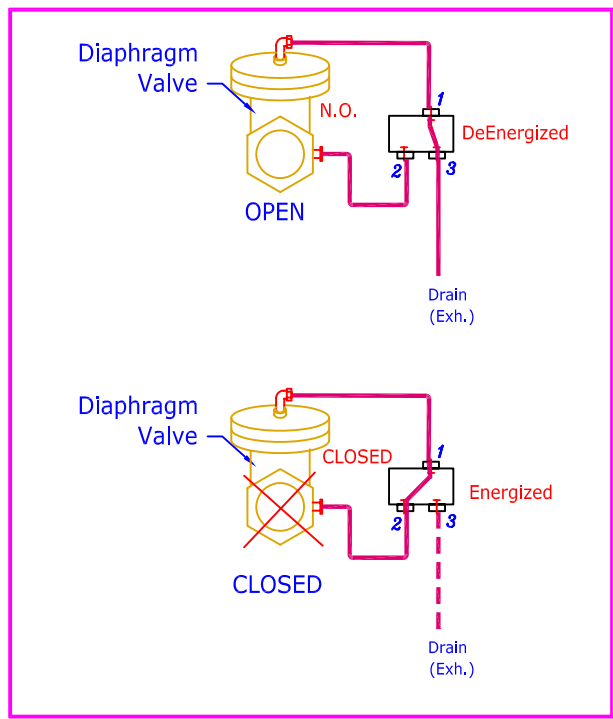 Diaphragm
Valve
N.O.
1
DeEnergized
2
3
OPEN
Drain
(Exh.)
Diaphragm
Valve
CLOSED
1
Energized
2
3
CLOSED
Drain
(Exh.)